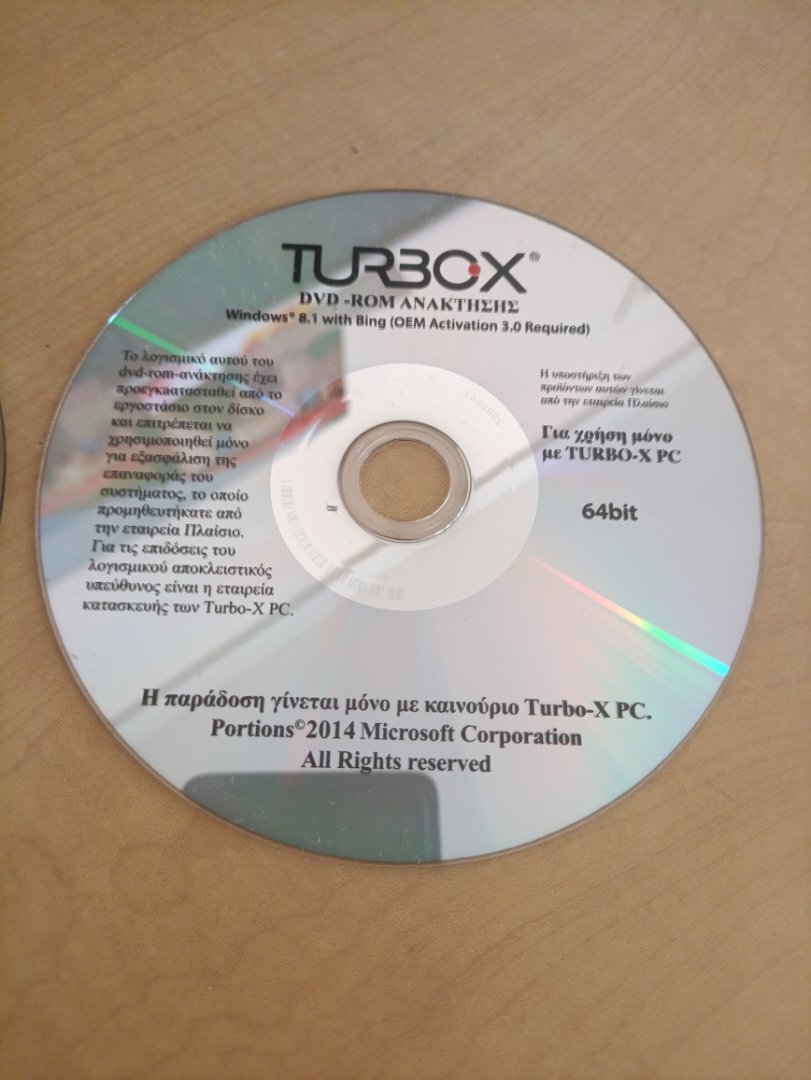 TURBOX®
DVD -ROM ΑΝΑΚΤΗΣΗΣ
Windows® 8.1 with Bing (OEM Activation 3.0 Required)
Το λογισμικό αυτού του
dvd-rom-ανάκτησης έχει
προεγκαατασταθεί από το
εργοστάσιο στον δίσκο
και επιτρέπεται να
χρησιμοποιηθεί μόνο
για εξασφάλιση της
επαναφοράς του
συστήματος, το οποίο
προμηθευτήκατε από
την εταιρεία Πλαίσιο.
Για τις επιδόσεις του
λογισμικού αποκλειστικός
υπεύθυνος είναι η εταιρεία
κατασκευής των Turbo-X PC.
Η υποστήριξη των
προϊόντων αυτών γίνεται
από την εταιρεία Πλαίσιο
Για χρήση μόνο
με TURBO-X PC
64bit
Η παράδοση γίνεται μόνο με καινούριο Turbo-X PC.
Portions©2014 Microsoft Corporation
All Rights reserved